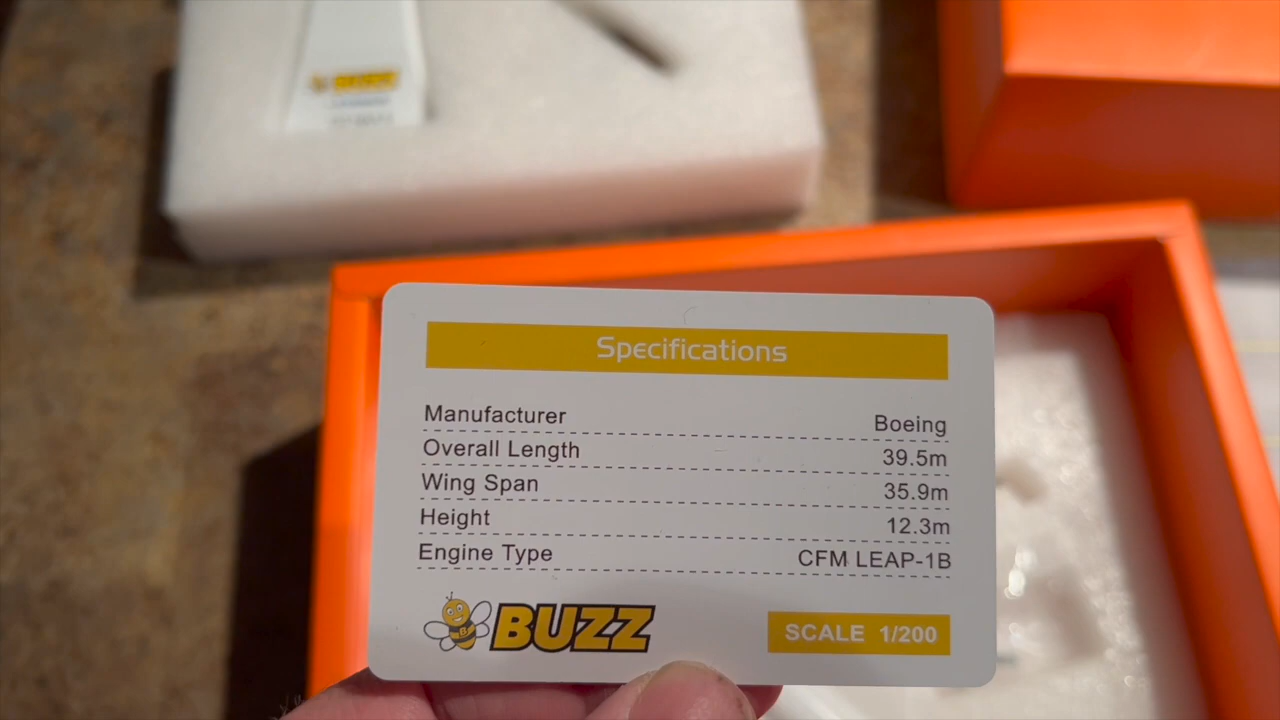 BUZZ
Specifications
Manufacturer Boeing
Overall Length 39.5m
Wing Span 35.9m
Height 12.3m
Engine Type CFM LEAP-1B
B
BUZZ
SCALE 1/200